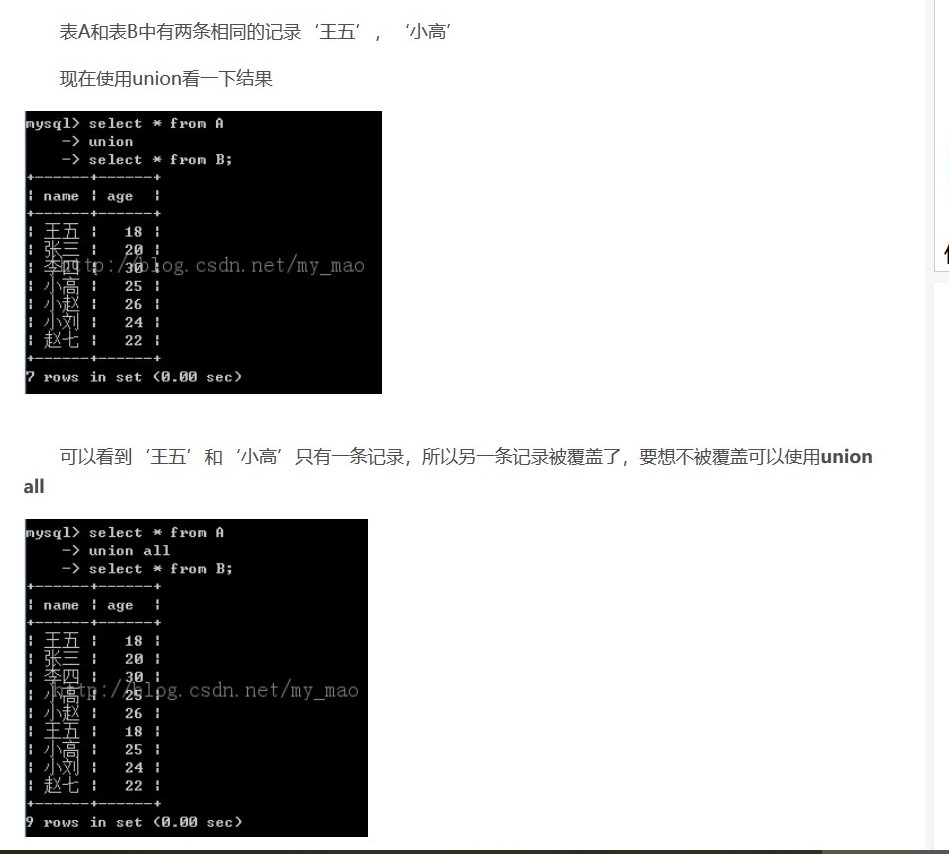 表A和表B中有两条相同的记录‘王五’，‘小高’
现在使用union看一下结果
mysql> select * from A
-> union
-> select * from B;
+------+------+
| name | age |
+------+------+
| 王五 | 18 |
| 张三 | 20 |
| 李四 | 30 |
http://blog.csdn.net/my_mao
| 小高 | 25 |
| 小赵 | 26 |
| 小刘 | 24 |
| 赵七 | 22 |
+------+------+
7 rows in set (0.00 sec)
可以看到‘王五’和‘小高’只有一条记录，所以另一条记录被覆盖了，要想不被覆盖可以使用union
all
mysql> select * from A
-> union all
-> select * from B;
+------+------+
| name | age |
+------+------+
| 王五 | 18 |
| 张三 | 20 |
| 李四 | 30 |
| 小高 | 25 |
http://blog.csdn.net/my_mao
| 小赵 | 26 |
| 王五 | 18 |
| 小高 | 25 |
| 小刘 | 24 |
| 赵七 | 22 |
+------+------+
9 rows in set (0.00 sec)